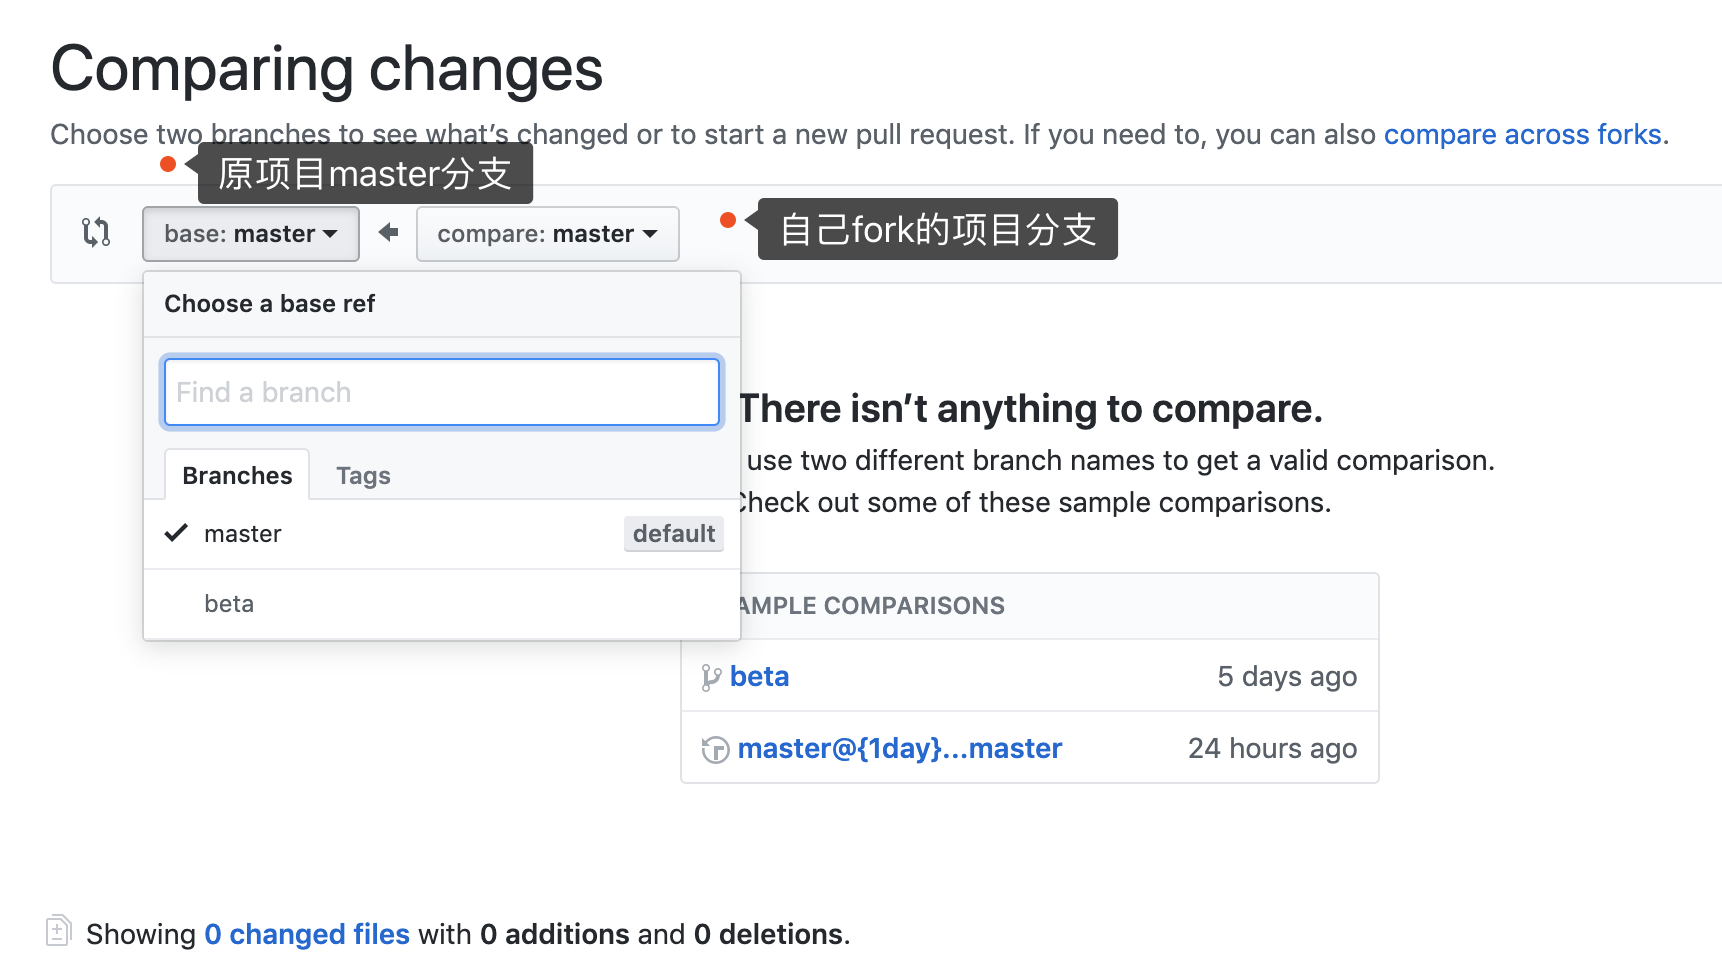 Comparing changes
Choose two branches to see what's changed or to start a new pull request. If you need to, you can also compare across forks.
原项目master分支
base: master
compare: master
自己fork的项目分支
Choose a base ref
Find a branch
Branches
Tags
master
default
beta
There isn't anything to compare.
use two different branch names to get a valid comparison.
Check out some of these sample comparisons.
AMPLE COMPARISONS
beta
5 days ago
master@{1day}...master
24 hours ago
Showing 0 changed files with 0 additions and 0 deletions.